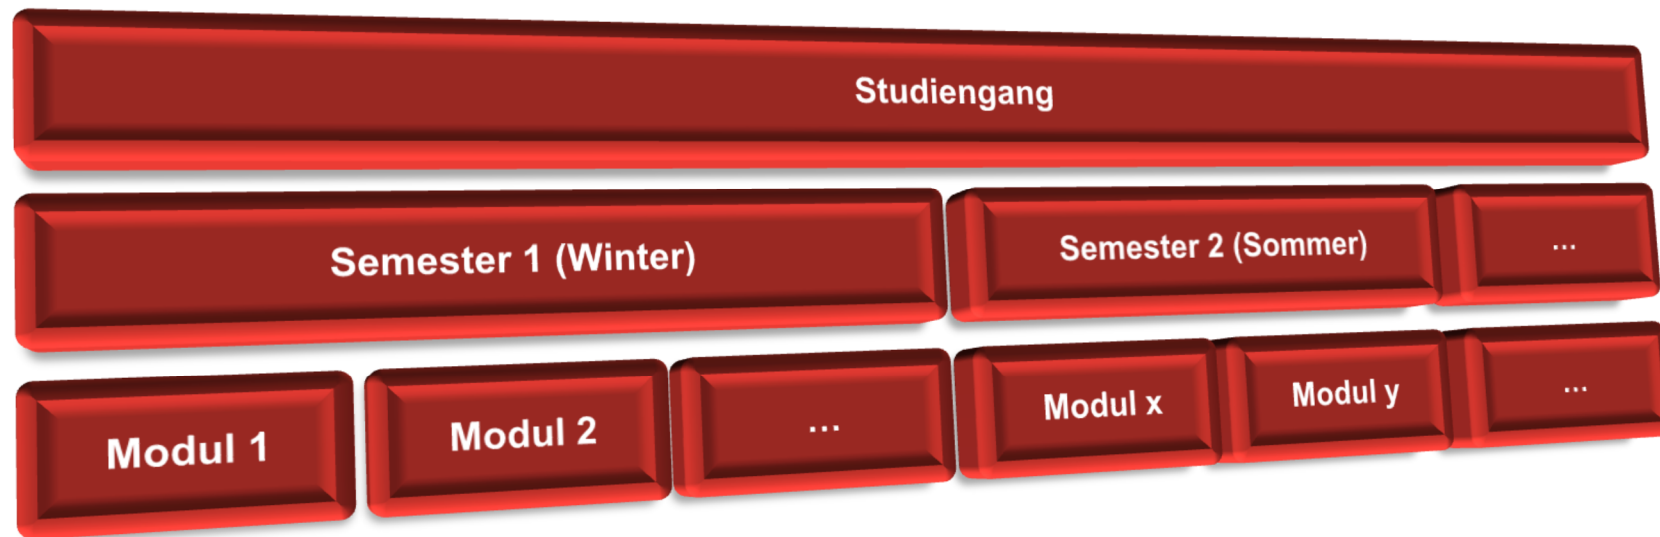 Studiengang
Semester 1 (Winter)
Semester 2 (Sommer)
...
Modul 1
Modul 2
...
Modul x
Modul y
...